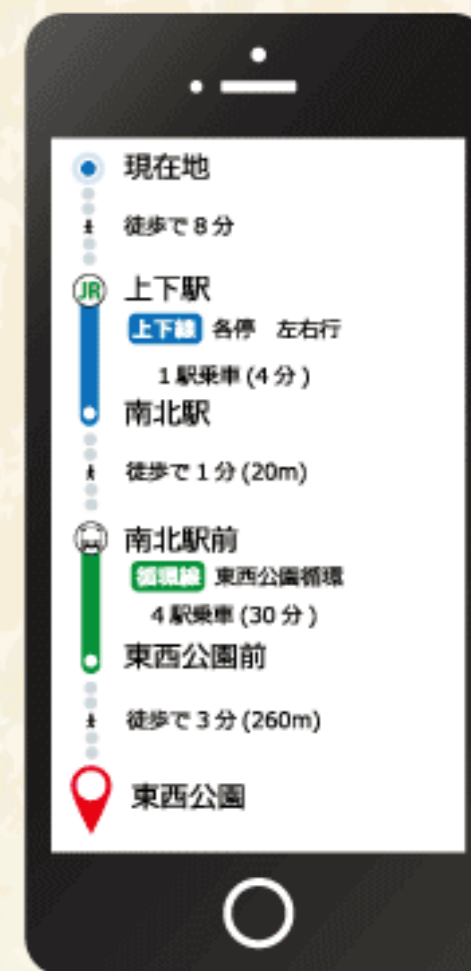 現在地
徒歩で8分
JR
上下駅
上下線 各停 左右行
1駅乗車(4分)
南北駅
徒歩で1分(20m)
南北駅前
循環線 東西公園循環
4駅乗車(30分)
東西公園前
徒歩で3分(260m)
東西公園